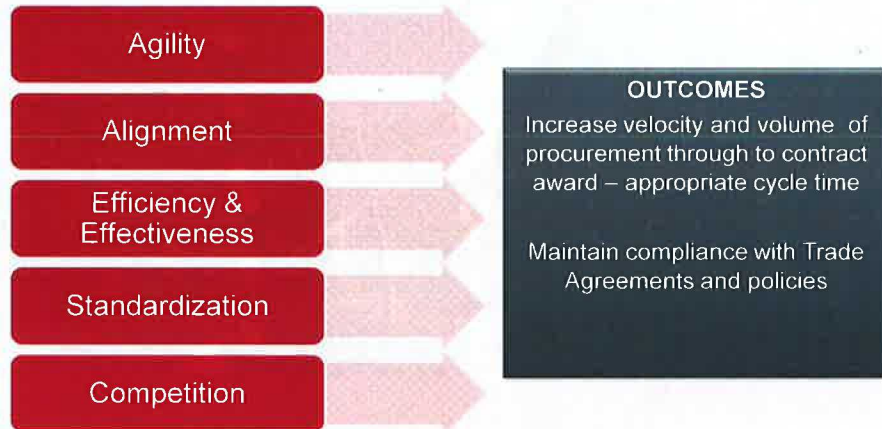 Agility
Alignment
Efficiency &
Effectiveness
Standardization
Competition
OUTCOMES
Increase velocity and volume of
procurement through to contract
award – appropriate cycle time
Maintain compliance with Trade
Agreements and policies